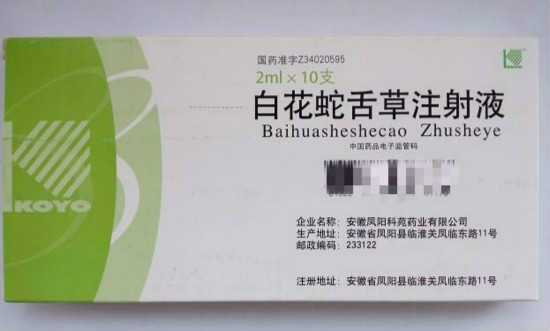 国药准字Z34020595
2ml×10支
白花蛇舌草注射液
Baihuasheshecao Zhusheye
中国药品电子监管码
企业名称：安徽凤阳科苑药业有限公司
生产地址：安徽省凤阳县临淮关凤临东路11号
邮政编码：233122
注册地址：安徽省凤阳县临淮关凤临东路11号
KOYO
KOYO